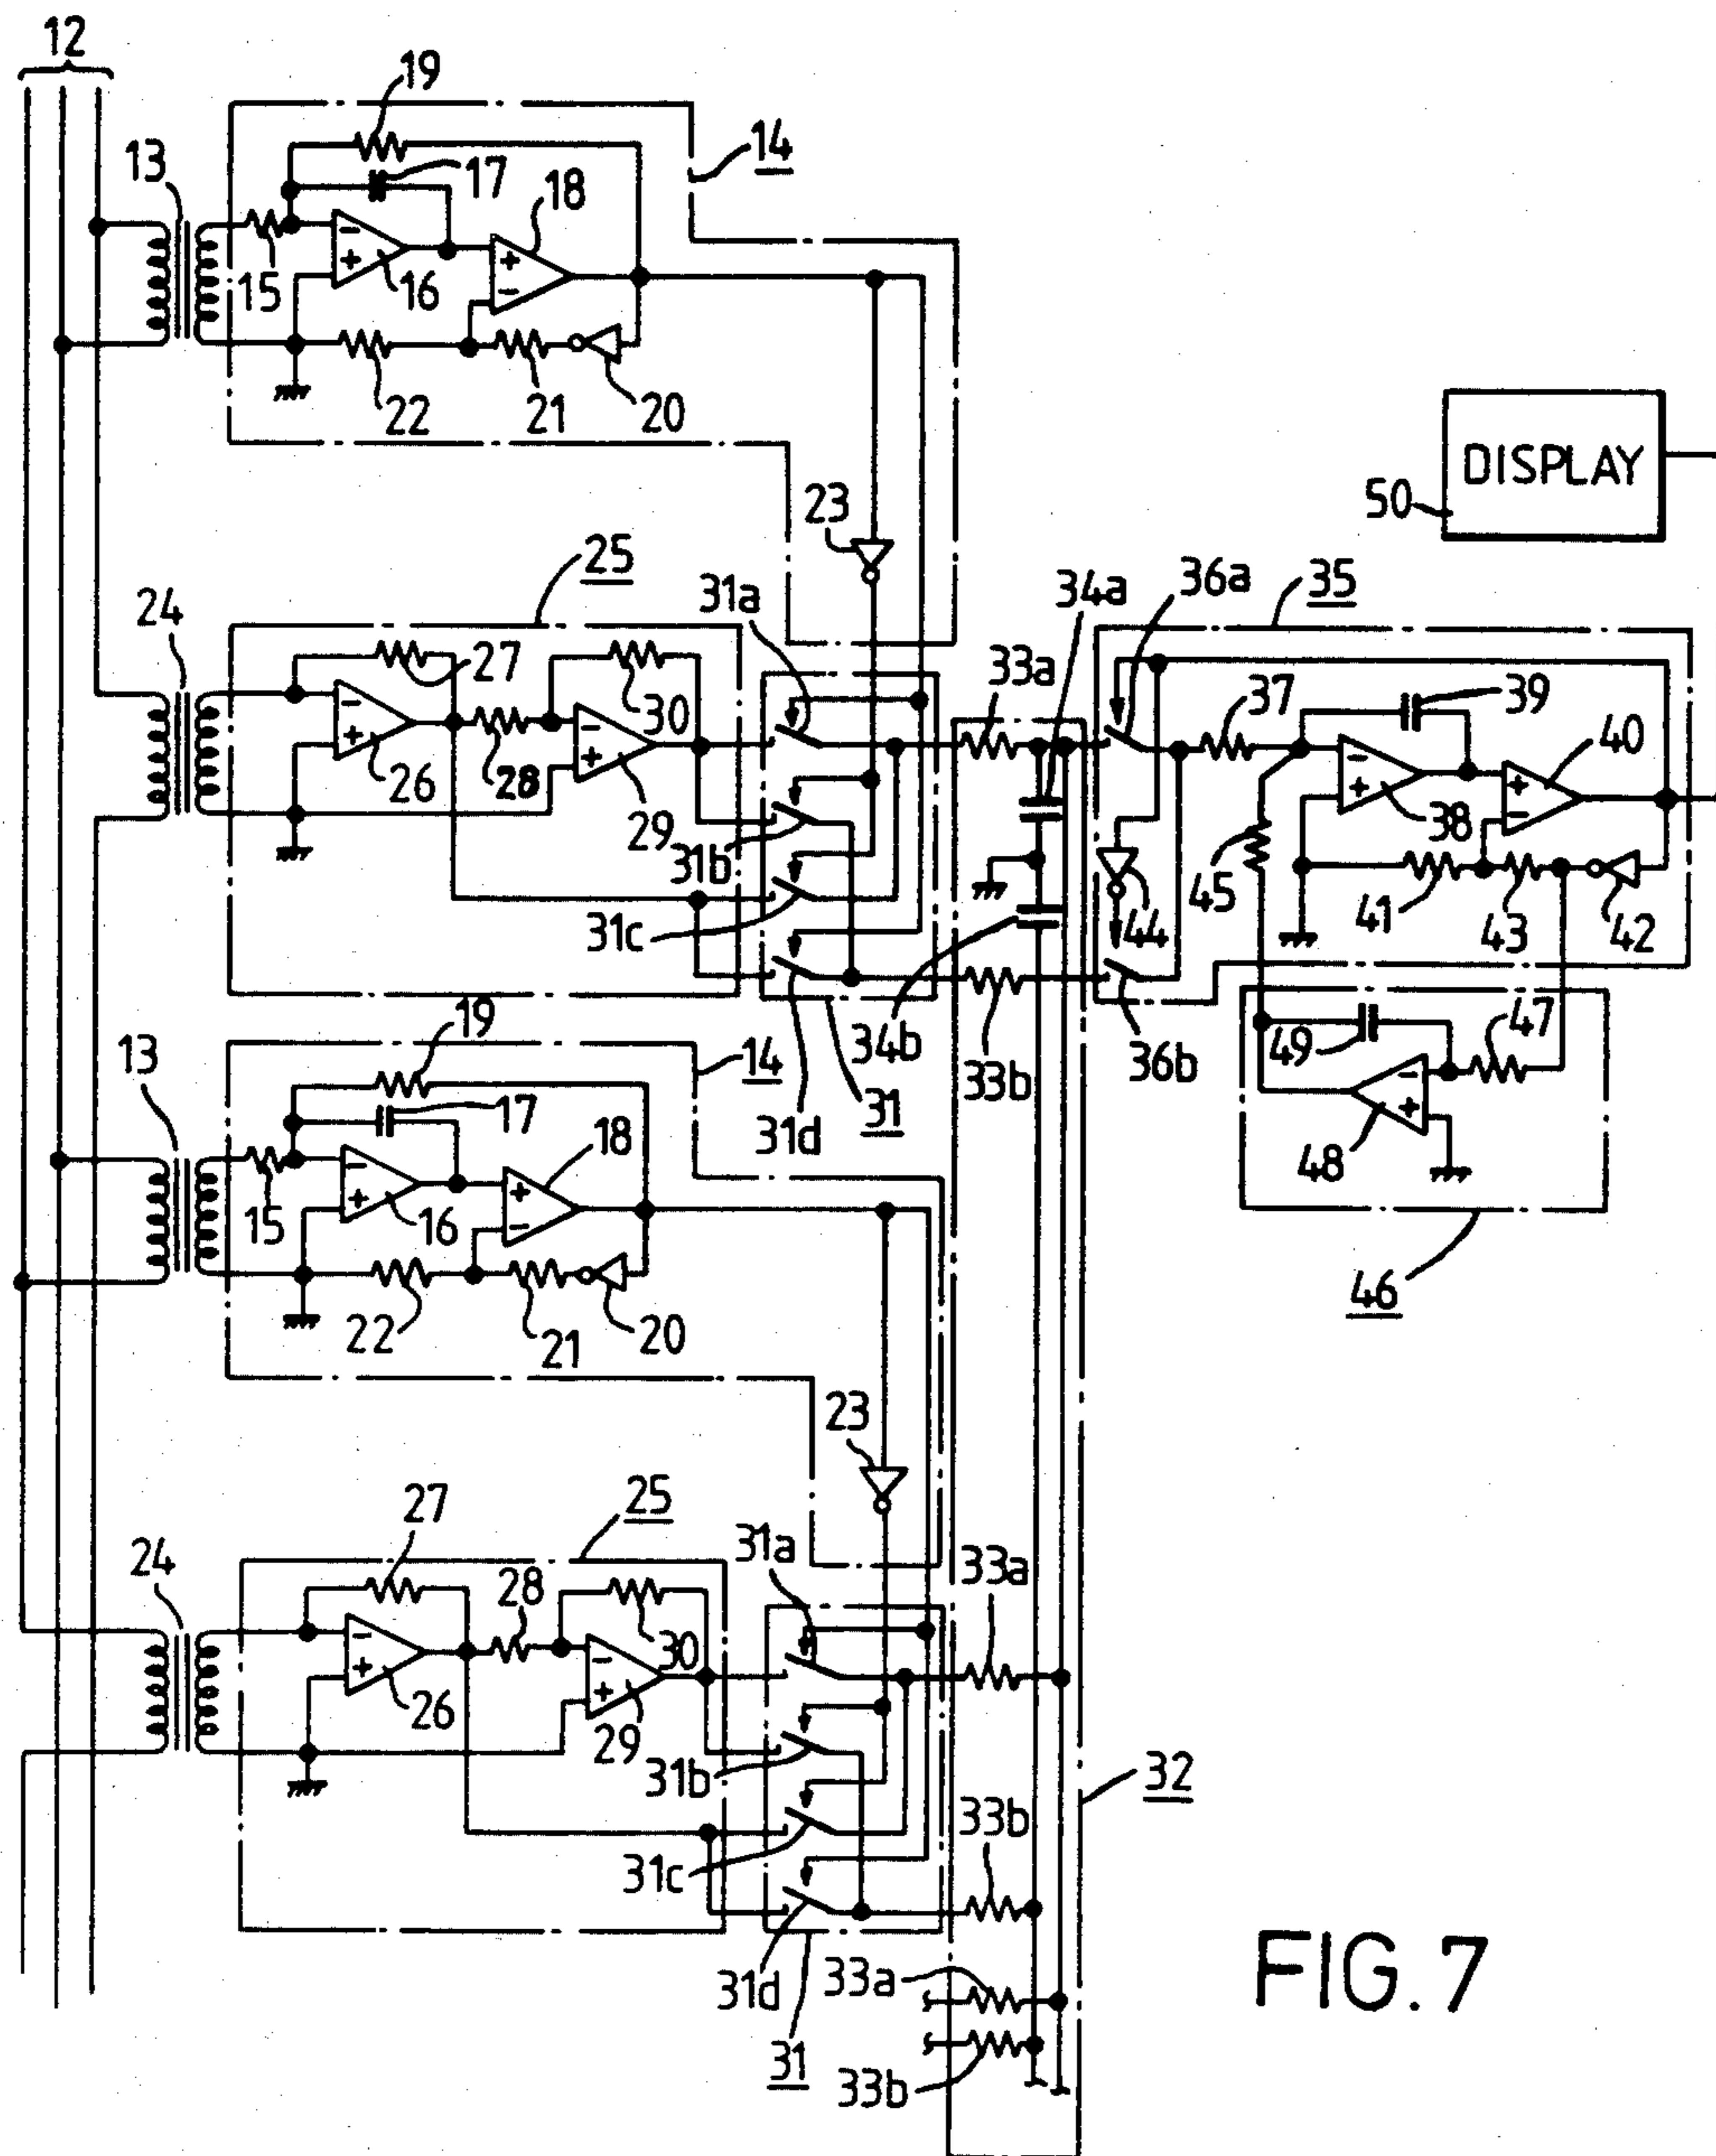 12
19
13
17
14
18
15
16
22
21
20
DISPLAY
50
23
25
31a
34a
36a
35
24
27
33a
37
39
30
40
26
28
29
38
31b
45
44
41
43
42
31c
19
34b
33b
36b
49
47
13
14
17
31d
31
18
48
15
16
46
22
21
20
23
27
25
31a
33a
24
28
30
26
29
31b
32
33b
31c
31d
33a
31
33b
FIG. 7